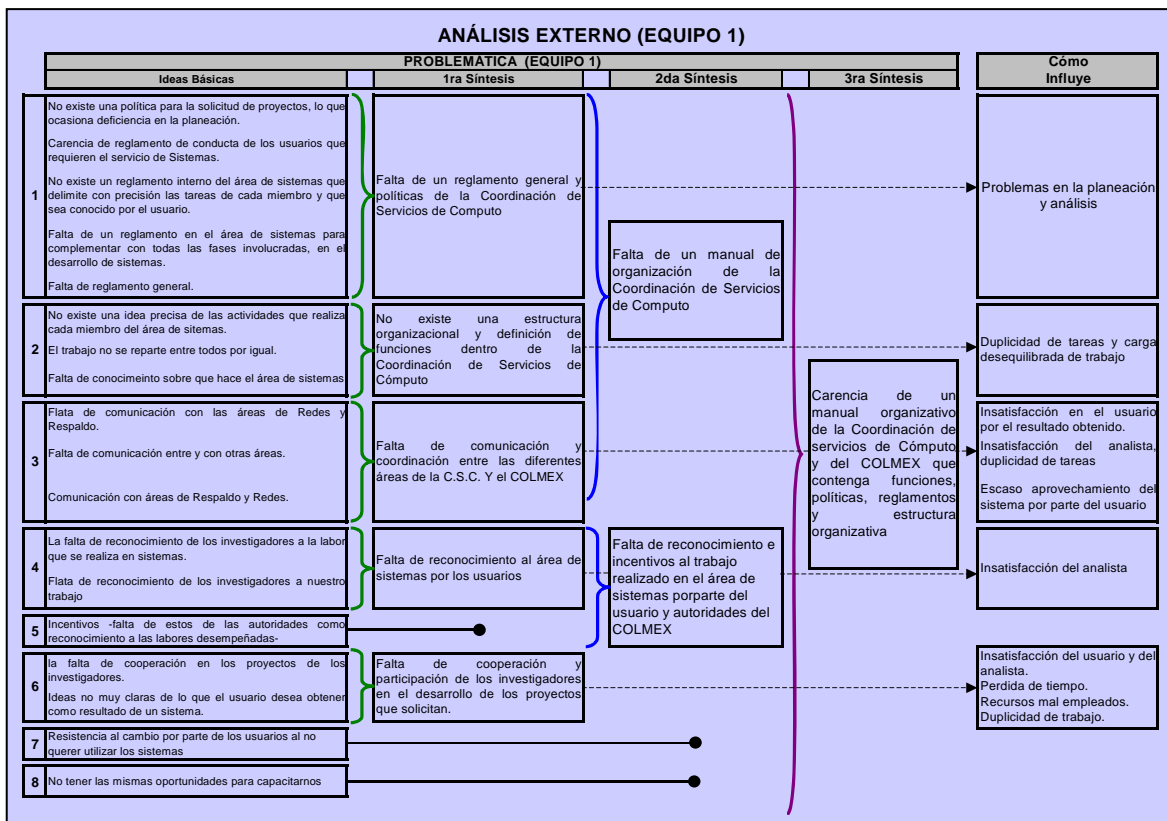 ANÁLISIS EXTERNO (EQUIPO 1)
PROBLEMÁTICA (EQUIPO 1)
Cómo
Influye
Ideas Básicas
1ra Síntesis
2da Síntesis
3ra Síntesis
1
No existe una política para la solicitud de proyectos, lo que
ocasiona deficiencia en la planeación.
Carencia de reglamento de conducta de los usuarios que
requieren el servicio de Sistemas.
No existe un reglamento interno del área de sistemas que
delimite con precisión las tareas de cada miembro y que
sea conocido por el usuario.
Falta de un reglamento en el área de sistemas para
complementar con todas las fases involucradas, en el
desarrollo de sistemas.
Falta de reglamento general.
Falta de un reglamento general y
políticas de la Coordinación de
Servicios de Computo
Problemas en la planeación
y análisis
Falta de un manual de
organización de la
Coordinación de Servicios
de Computo
2
No existe una idea precisa de las actividades que realiza
cada miembro del área de sitemas.
El trabajo no se reparte entre todos por igual.
Falta de conocimeinto sobre que hace el área de sistemas
No existe una estructura
organizacional y definición de
funciones dentro de la
Coordinación de Servicios de
Cómputo
Duplicidad de tareas y carga
desequilibrada de trabajo
3
Flata de comunicación con las áreas de Redes y
Respaldo.
Falta de comunicación entre y con otras áreas.
Comunicación con áreas de Respaldo y Redes.
Falta de comunicación y
coordinación entre las diferentes
áreas de la C.S.C. Y el COLMEX
Carencia de un
manual organizativo
de la Coordinación de
servicios de Cómputo
y del COLMEX que
contenga funciones,
políticas, reglamentos
y estructura
organizativa
Insatisfacción en el usuario
por el resultado obtenido.
Insatisfacción del analista,
duplicidad de tareas
Escaso aprovechamiento del
sistema por parte del usuario
4
La falta de reconocimiento de los investigadores a la labor
que se realiza en sistemas.
Flata de reconocimiento de los investigadores a nuestro
trabajo
Falta de reconocimiento al área de
sistemas por los usuarios
Falta de reconocimiento e
incentivos al trabajo
realizado en el área de
sistemas porparte del
usuario y autoridades del
COLMEX
Insatisfacción del analista
5
Incentivos -falta de estos de las autoridades como
reconocimiento a las labores desempeñadas-
6
la falta de cooperación en los proyectos de los
investigadores.
Ideas no muy claras de lo que el usuario desea obtener
como resultado de un sistema.
Falta de cooperación y
participación de los investigadores
en el desarrollo de los proyectos
que solicitan.
Insatisfacción del usuario y del
analista.
Perdida de tiempo.
Recursos mal empleados.
Duplicidad de trabajo.
7
Resistencia al cambio por parte de los usuarios al no
querer utilizar los sistemas
8
No tener las mismas oportunidades para capacitarnos